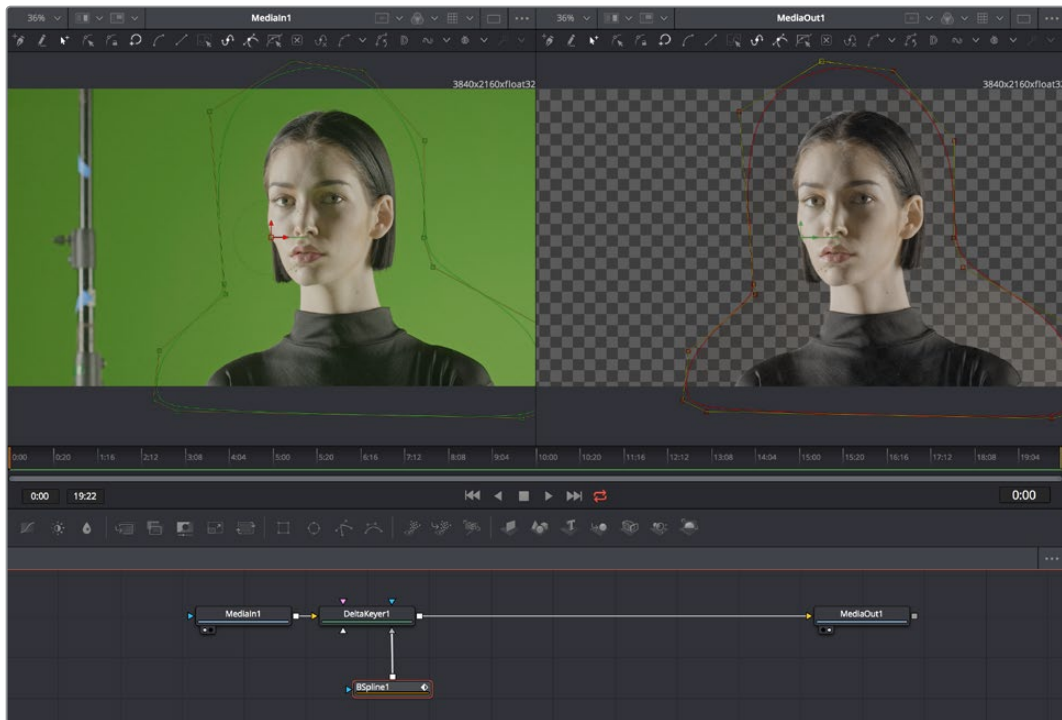 36%
MediaIn1
36%
MediaOut1
3840x2160xfloat32
3840x2160xfloat32
0:00 0:20 1:16 2:12 3:08 4:04 5:00 5:20 6:16 7:12 8:08 9:04 10:00 10:20 11:16 12:12 13:08 14:04 15:00 15:20 16:16 17:12 18:08 19:04
0:00 19:22 0:00
MediaIn1 DeltaKeyer1 MediaOut1
BSpline1